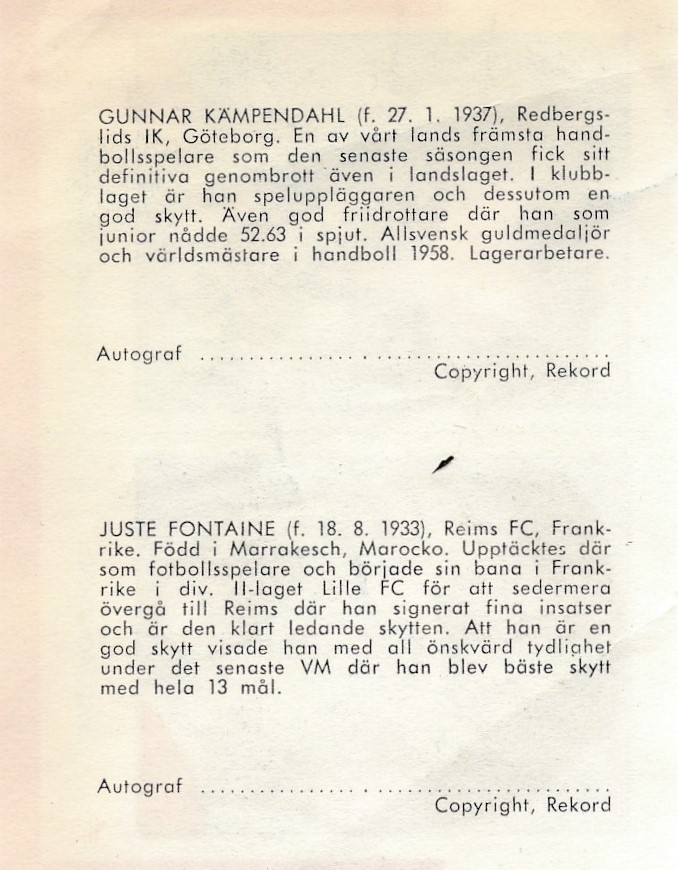 GUNNAR KÄMPENDAHL (f. 27. 1. 1937), Redbergs-
lids IK, Göteborg. En av vårt lands främsta hand-
bollsspelare som den senaste säsongen fick sitt
definitiva genombrott även i landslaget. I klubb-
laget är han speluppläggaren och dessutom en
god skytt. Även god friidrottare där han som
junior nådde 52.63 i spjut. Allsvensk guldmedaljör
och världsmästare i handboll 1958. Lagerarbetare.
Autograf ..................................................
Copyright, Rekord
JUSTE FONTAINE (f. 18. 8. 1933), Reims FC, Frank-
rike. Född i Marrakesch, Marocko. Upptäcktes där
som fotbollsspelare och började sin bana i Frank-
rike i div. II-laget Lille FC för att sedermera
övergå till Reims där han signerat fina insatser
och är den klart ledande skytten. Att han är en
god skytt visade han med all önskvärd tydlighet
under det senaste VM där han blev bäste skytt
med hela 13 mål.
Autograf ..................................................
Copyright, Rekord